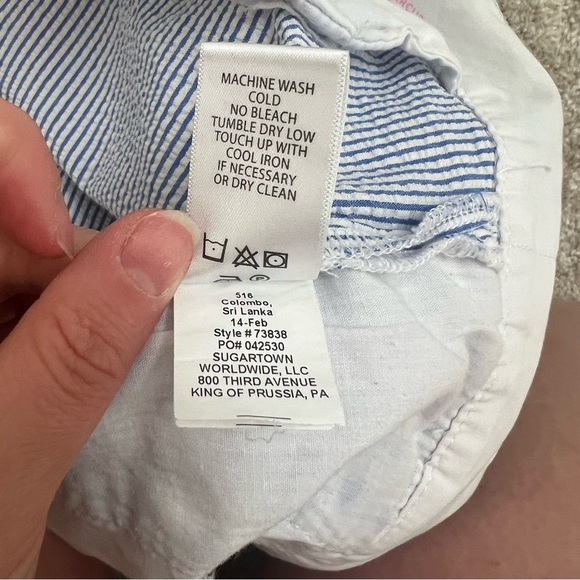 MACHINE WASH
COLD
NO BLEACH
TUMBLE DRY LOW
TOUCH UP WITH
COOL IRON
IF NECESSARY
OR DRY CLEAN
516
Colombo,
Sri Lanka
14-Feb
Style # 73838
PO# 042530
SUGARTOWN
WORLDWIDE, LLC
800 THIRD AVENUE
KING OF PRUSSIA, PA